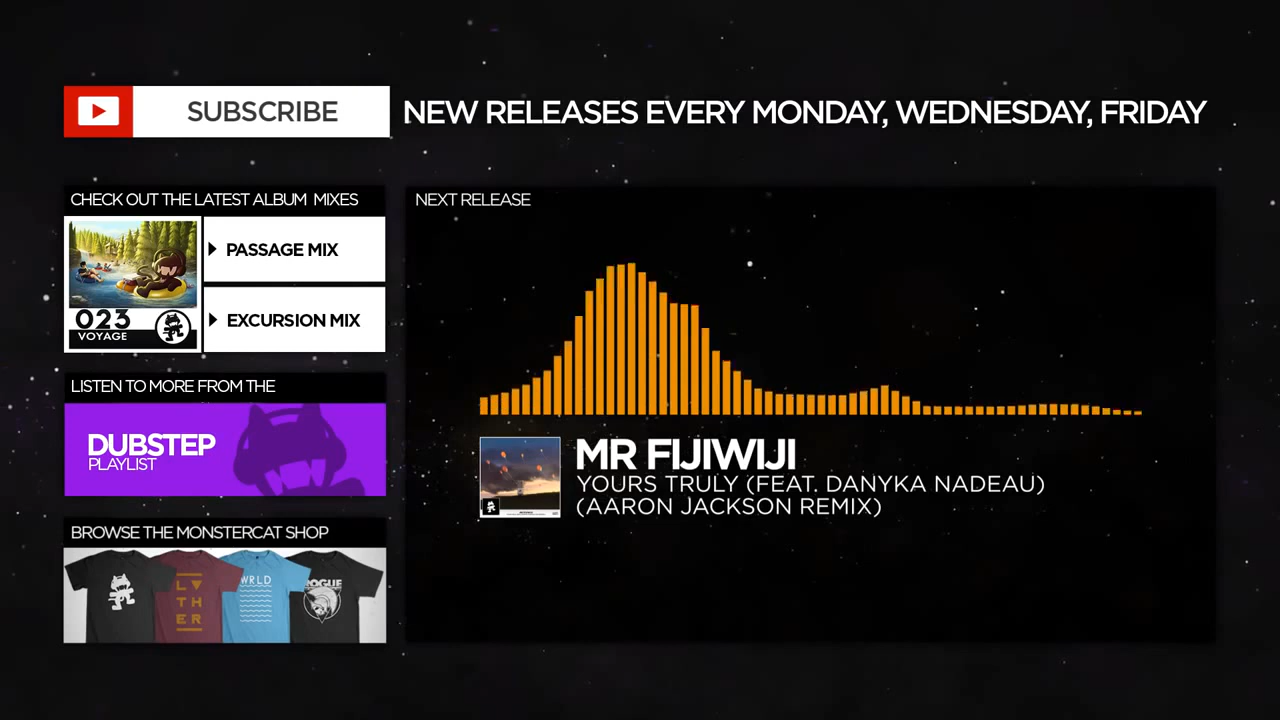 SUBSCRIBE
NEW RELEASES EVERY MONDAY, WEDNESDAY, FRIDAY
CHECK OUT THE LATEST ALBUM MIXES
023
VOYAGE
PASSAGE MIX
EXCURSION MIX
LISTEN TO MORE FROM THE
DUBSTEP
PLAYLIST
BROWSE THE MONSTERCAT SHOP
L
TH
ER
WRLD
ROGUE
NEXT RELEASE
MR FIJIWIJI
YOURS TRULY (FEAT. DANYKA NADEAU)
(AARON JACKSON REMIX)